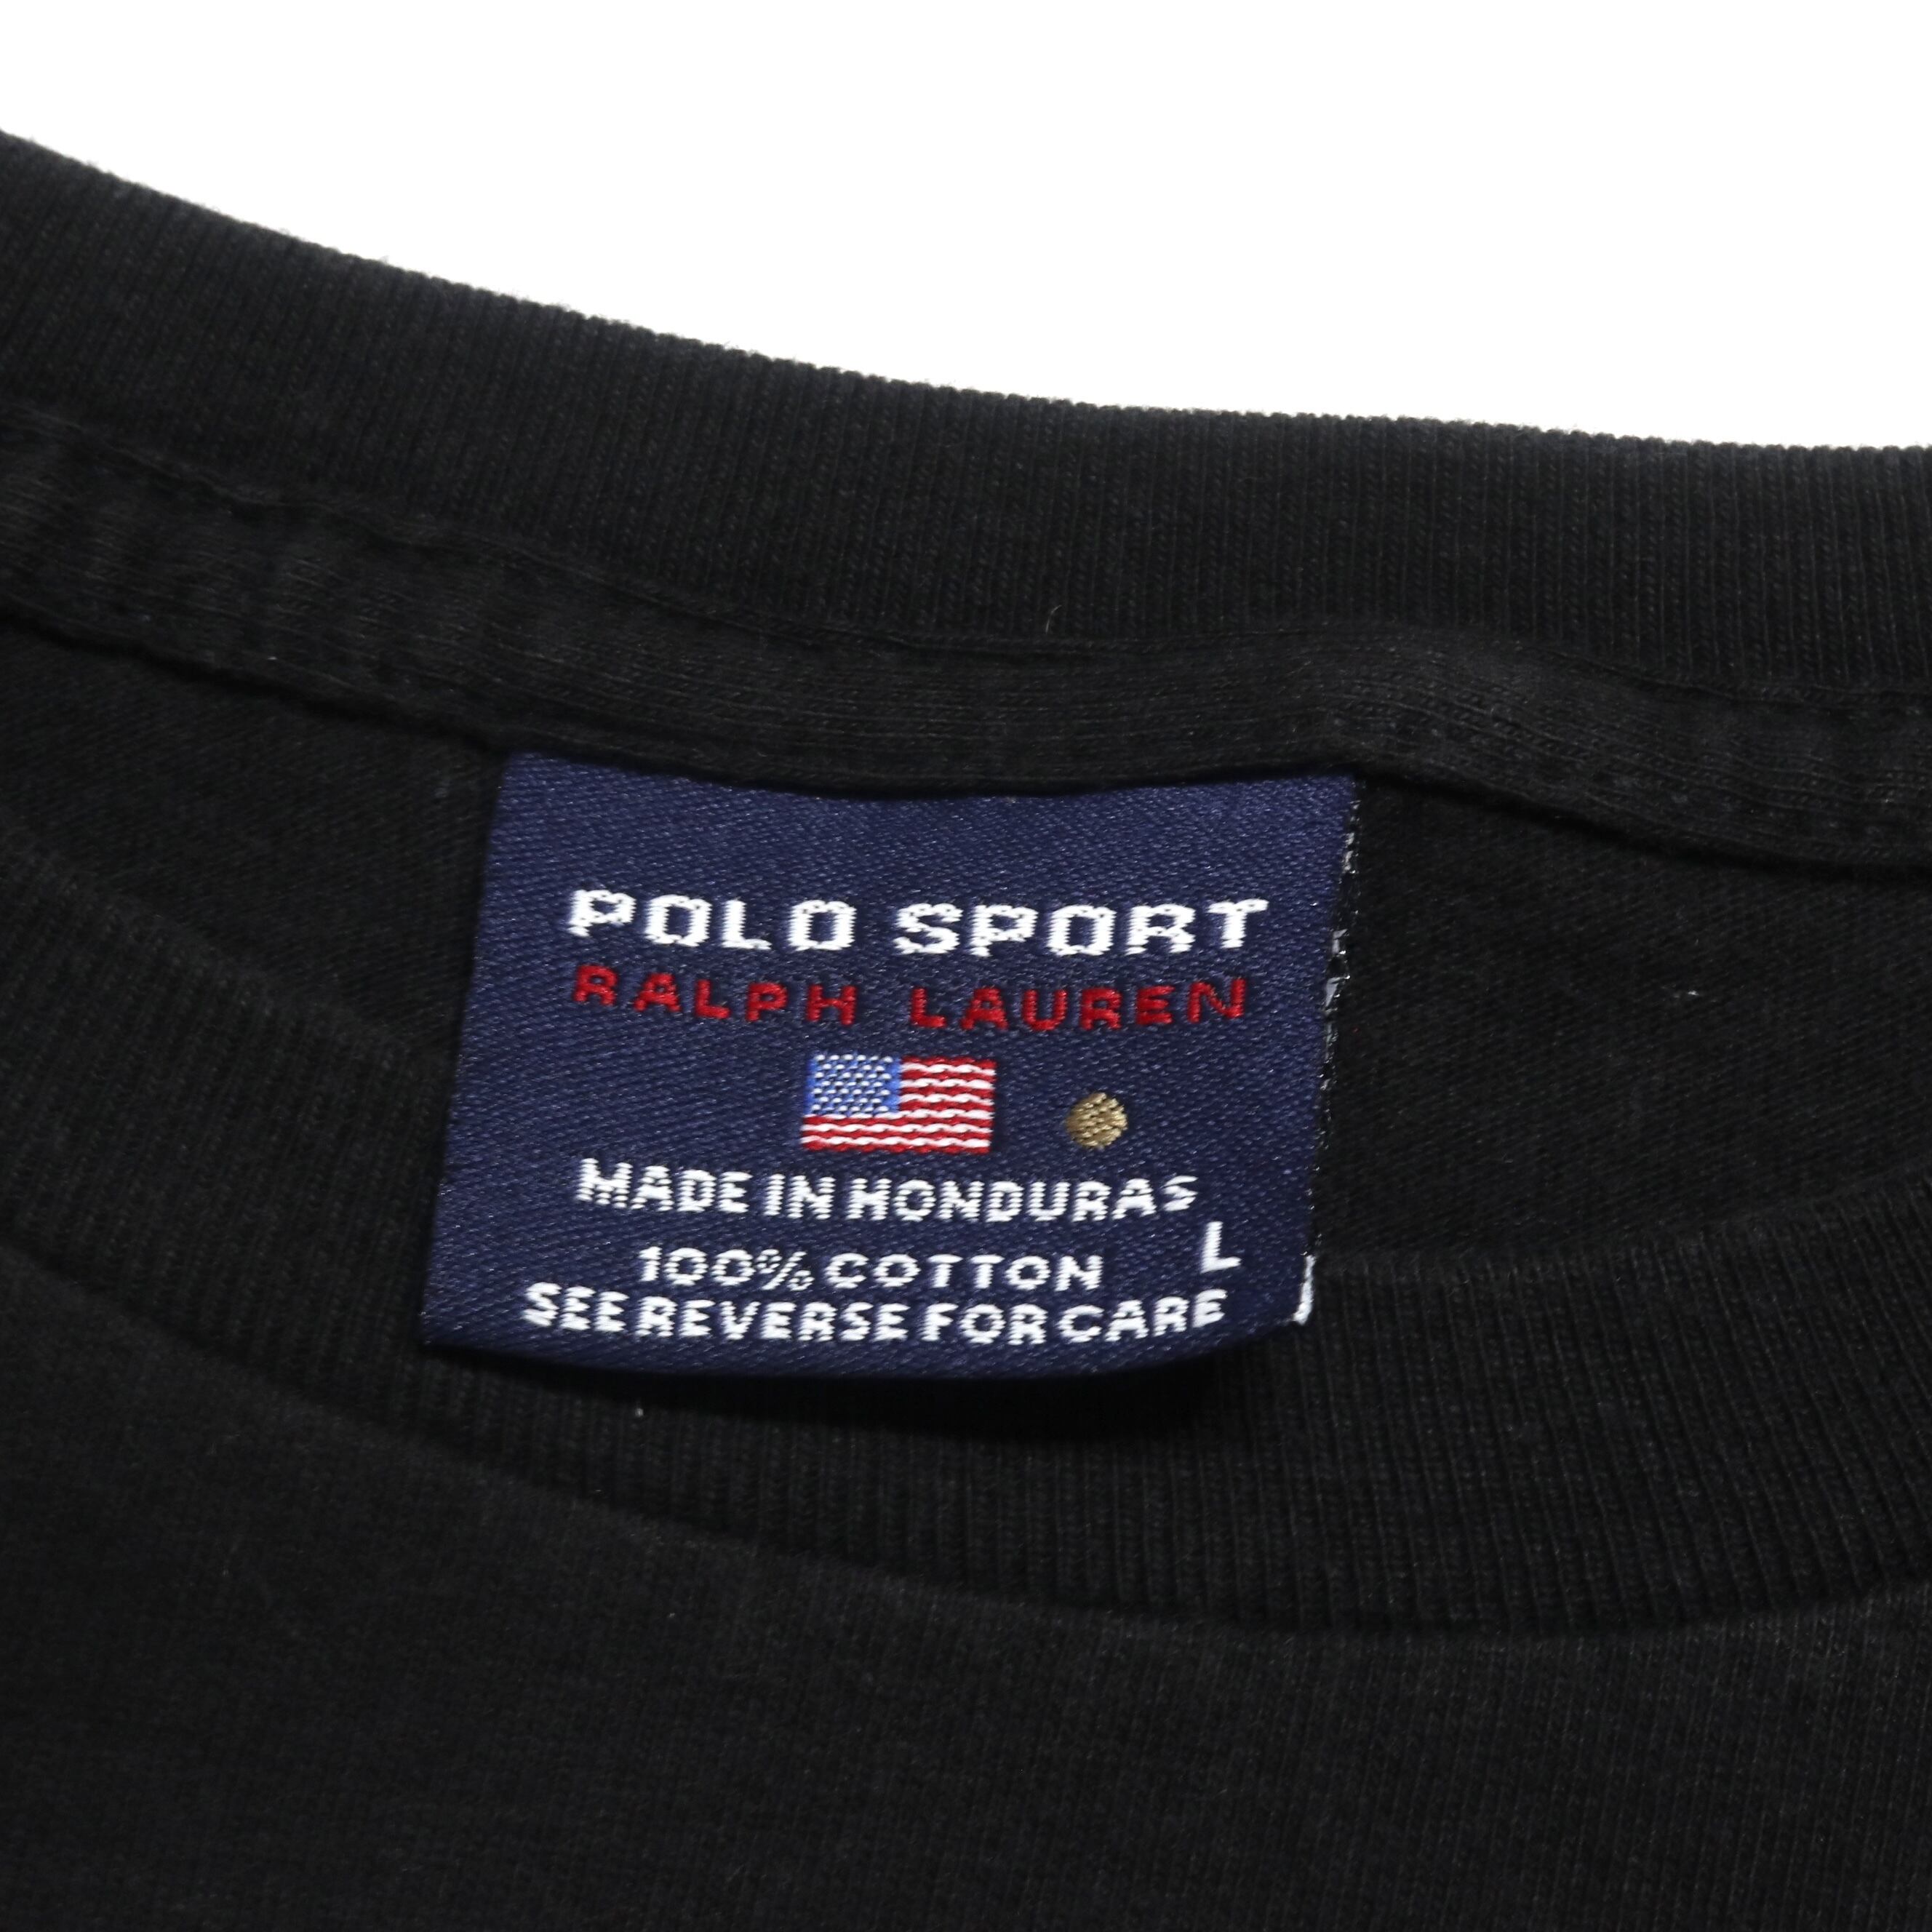 POLO SPORT
RALPH LAUREN
MADE IN HONDURAS
L
100% COTTON
SEE REVERSE FOR CARE